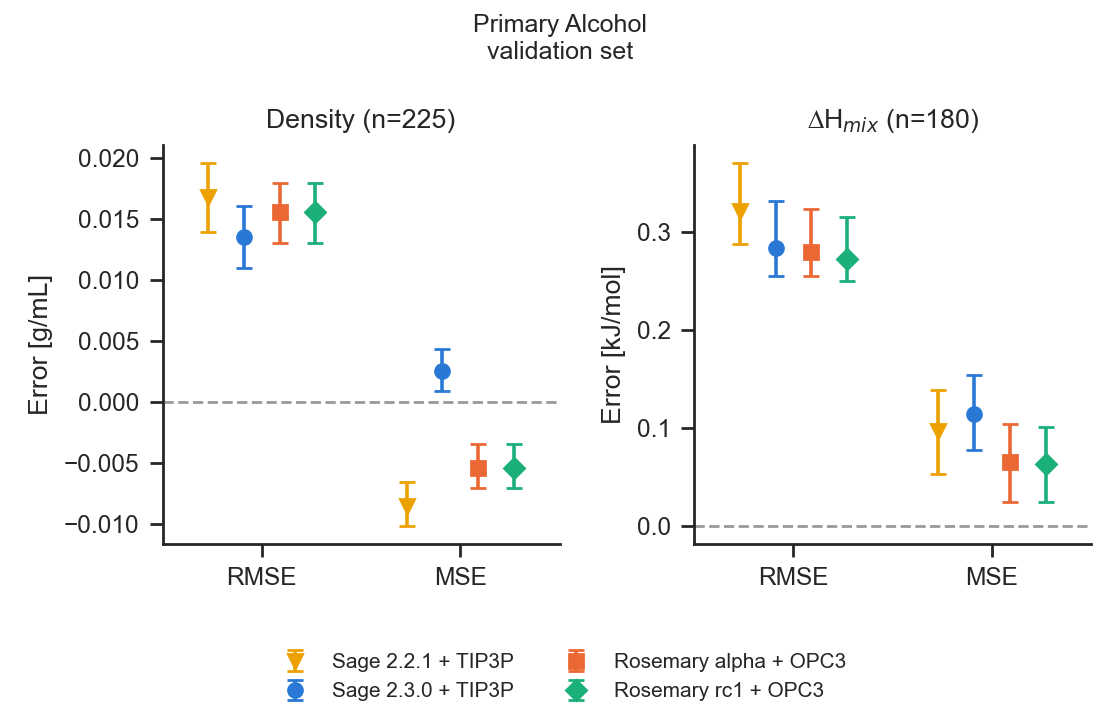 Primary Alcohol
validation set
Density (n=225)
Error [g/mL]
0.020
0.015
0.010
0.005
0.000
−0.005
−0.010
RMSE
MSE
ΔHmix (n=180)
Error [kJ/mol]
0.3
0.2
0.1
0.0
RMSE
MSE
Sage 2.2.1 + TIP3P
Sage 2.3.0 + TIP3P
Rosemary alpha + OPC3
Rosemary rc1 + OPC3